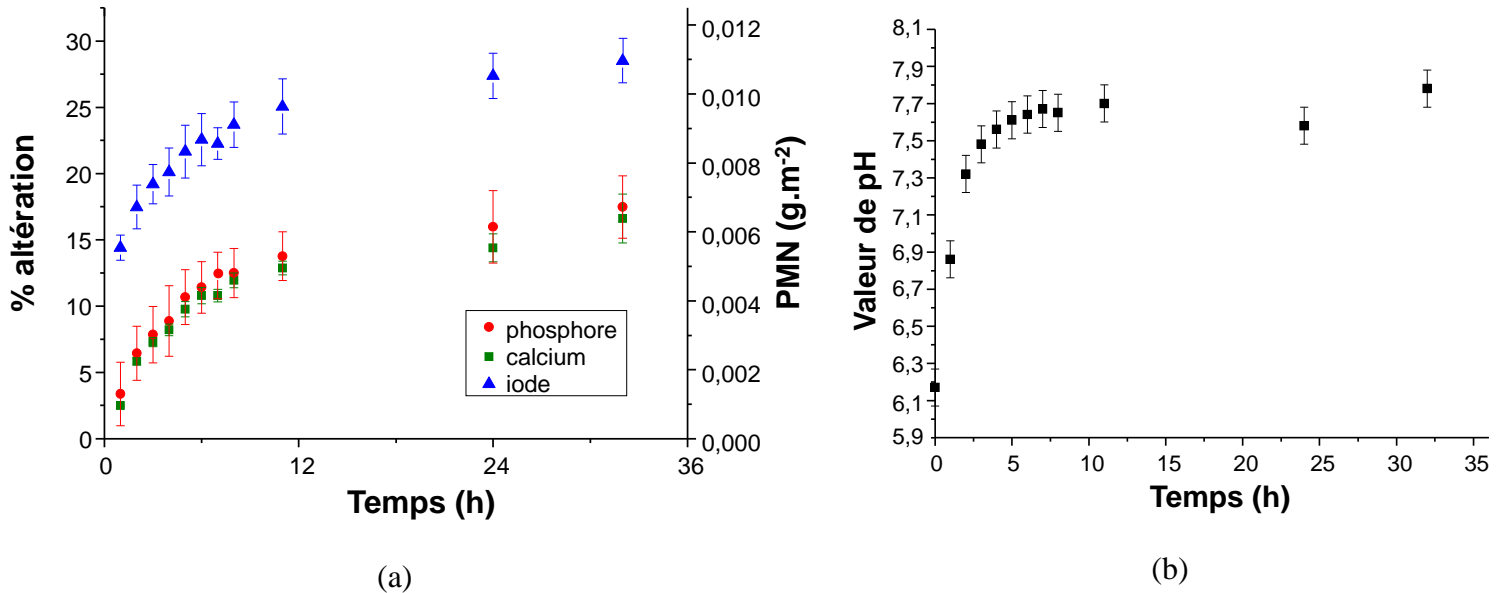 % altération
30
25
20
15
10
5
0
0 12 24 36
Temps (h)
0,012
0,010
0,008
0,006
0,004
0,002
0,000
PMN (g.m⁻²)
phosphore
calcium
iode
(a)
Valeur de pH
8,1
7,9
7,7
7,5
7,3
7,1
6,9
6,7
6,5
6,3
6,1
5,9
0 5 10 15 20 25 30 35
Temps (h)
(b)